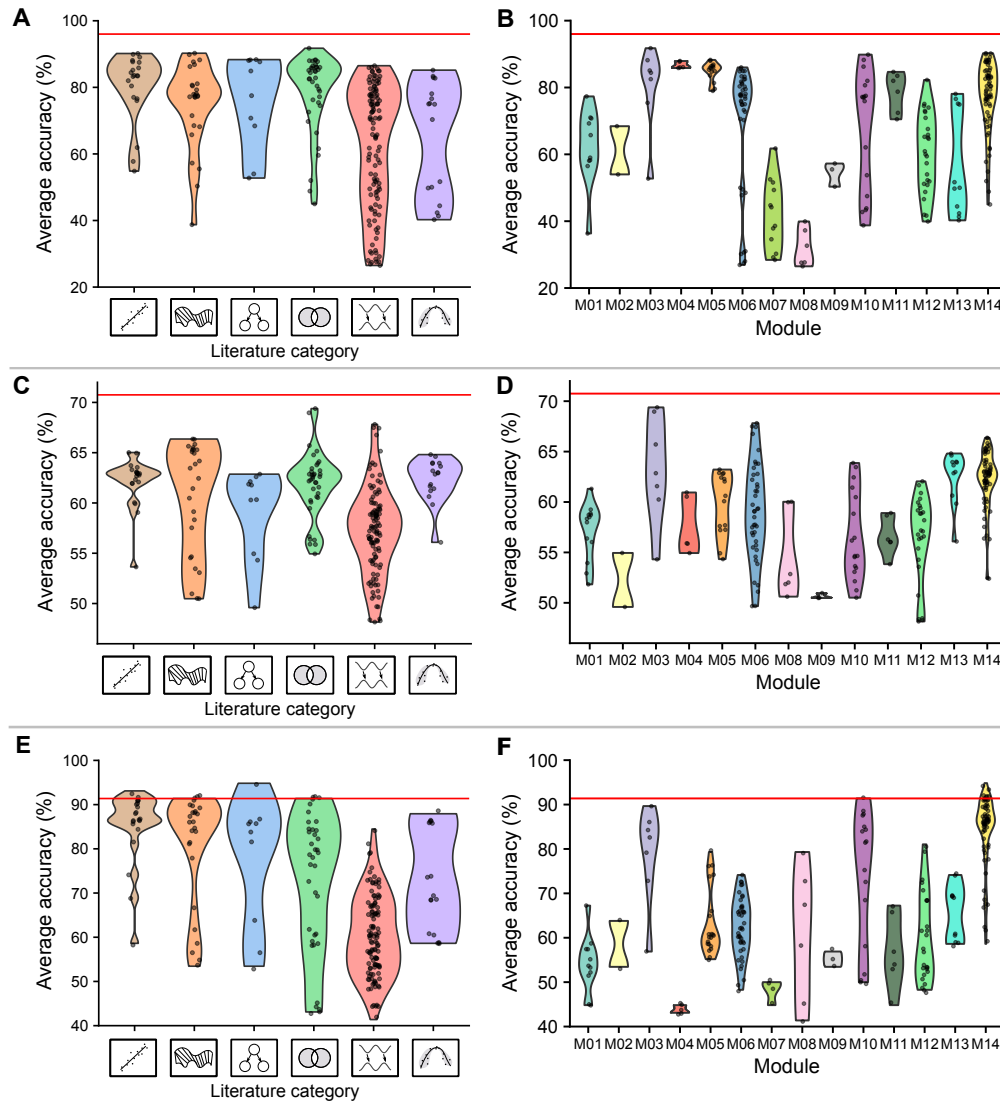 A
Average accuracy (%)
100
80
60
40
20
Literature category
B
Average accuracy (%)
100
80
60
40
20
M01 M02 M03 M04 M05 M06 M07 M08 M09 M10 M11 M12 M13 M14
Module
C
Average accuracy (%)
70
65
60
55
50
Literature category
D
Average accuracy (%)
70
65
60
55
50
M01 M02 M03 M04 M05 M06 M08 M09 M10 M11 M12 M13 M14
Module
E
Average accuracy (%)
100
90
80
70
60
50
40
Literature category
F
Average accuracy (%)
100
90
80
70
60
50
40
M01 M02 M03 M04 M05 M06 M07 M08 M09 M10 M11 M12 M13 M14
Module